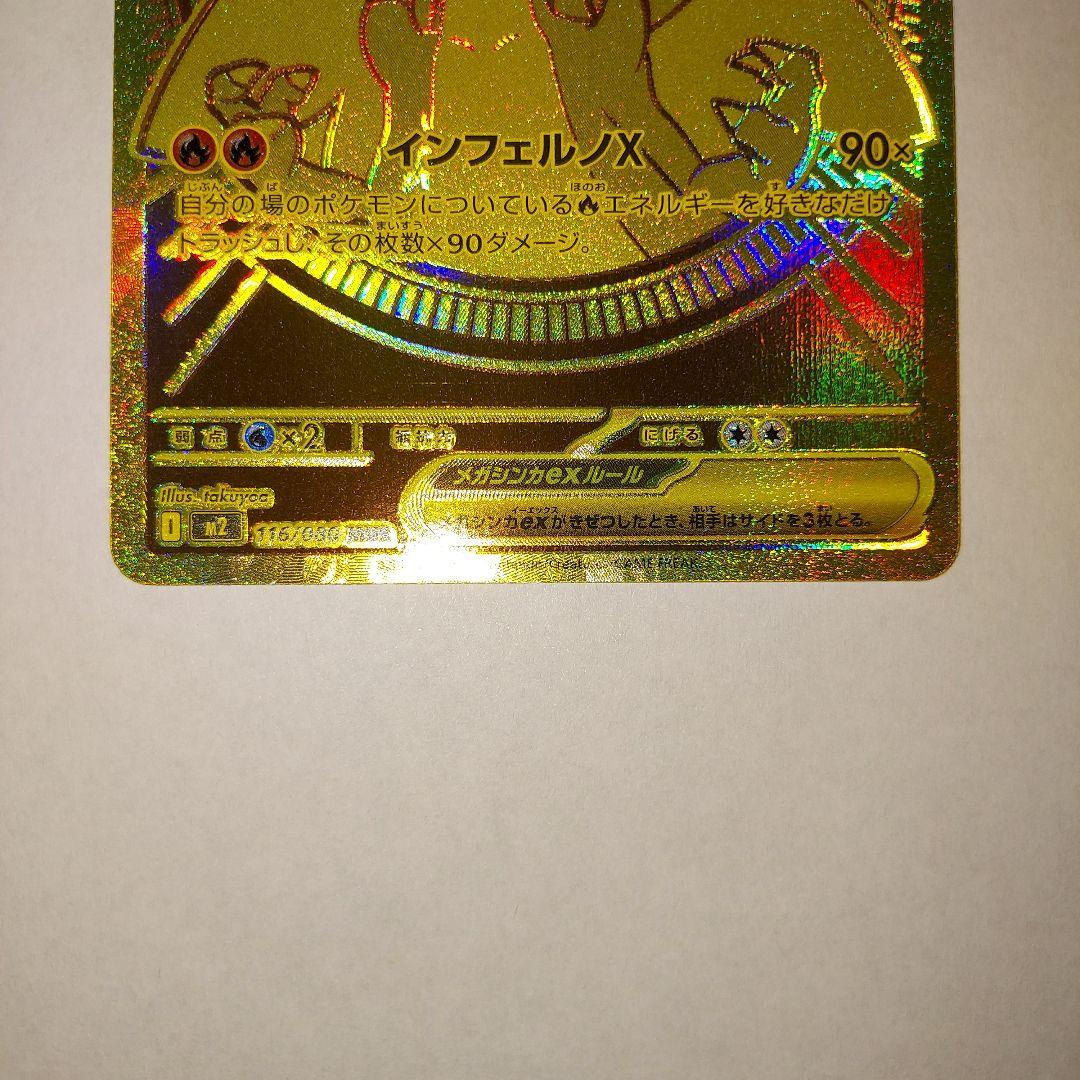 インフェルノX 90×
自分の場のポケモンについているエネルギーを好きなだけ
トラッシュし、その枚数×90ダメージ。
弱点 ×2 抵抗力 にげる
メガシンカexルール
メガシンカexがきぜつしたとき、相手はサイドを3枚とる。
Illus. takuyoa
I m2 116/080
GAME FREAK